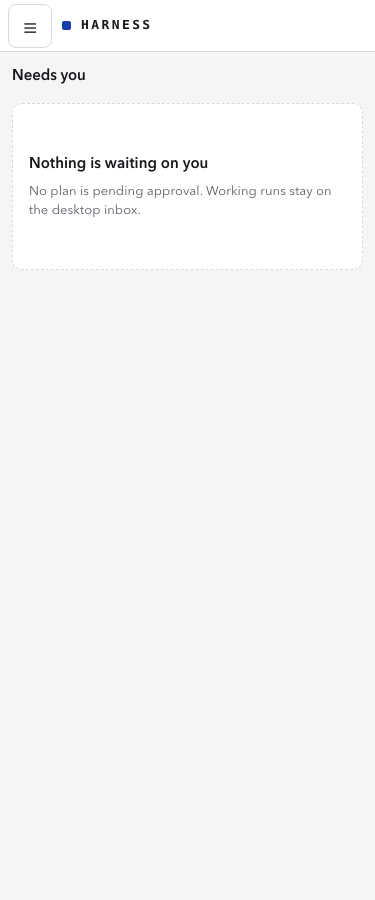 HARNESS
Needs you
Nothing is waiting on you
No plan is pending approval. Working runs stay on
the desktop inbox.